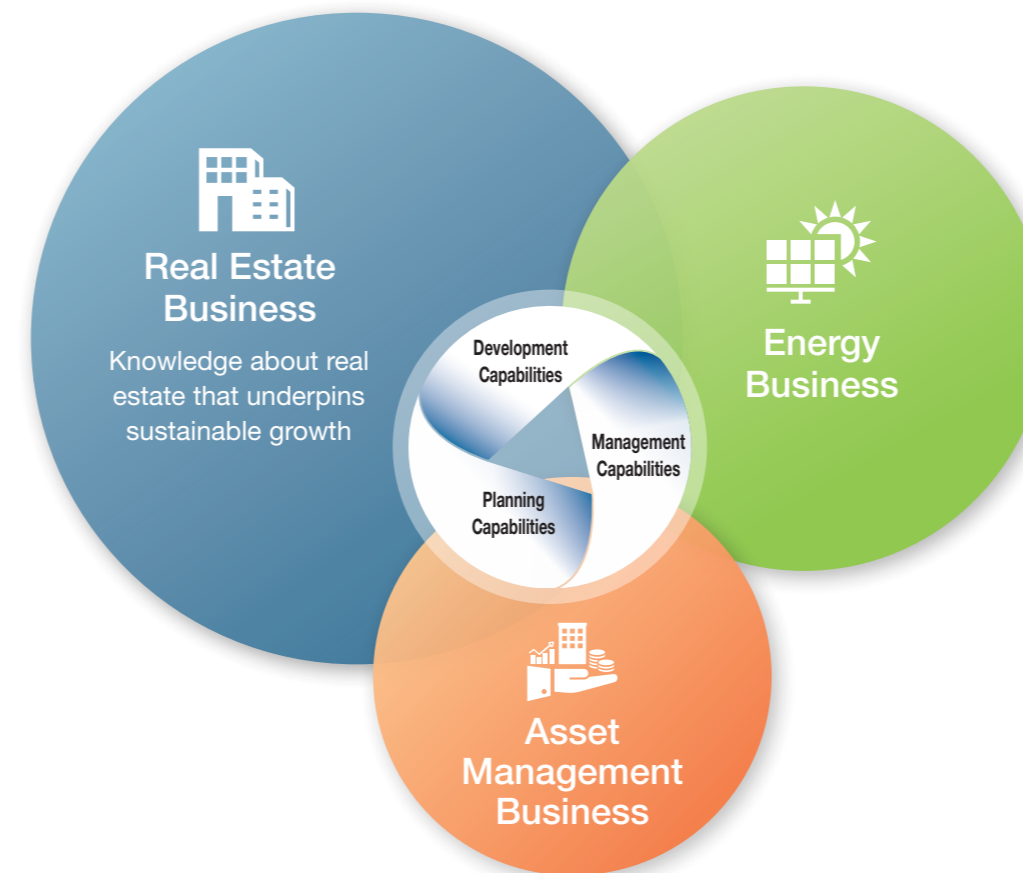 Real Estate
Business
Knowledge about real
estate that underpins
sustainable growth
Energy
Business
Development
Capabilities
Management
Capabilities
Planning
Capabilities
Asset
Management
Business